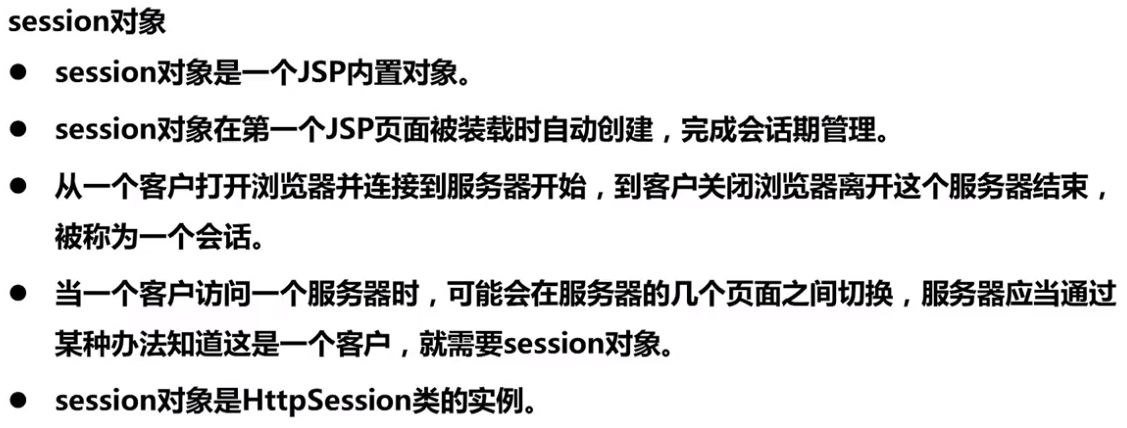 session对象
● session对象是一个JSP内置对象。
● session对象在第一个JSP页面被装载时自动创建，完成会话期管理。
● 从一个客户打开浏览器并连接到服务器开始，到客户关闭浏览器离开这个服务器结束，
被称为一个会话。
● 当一个客户访问一个服务器时，可能会在服务器的几个页面之间切换，服务器应当通过
某种办法知道这是一个客户，就需要session对象。
● session对象是HttpSession类的实例。